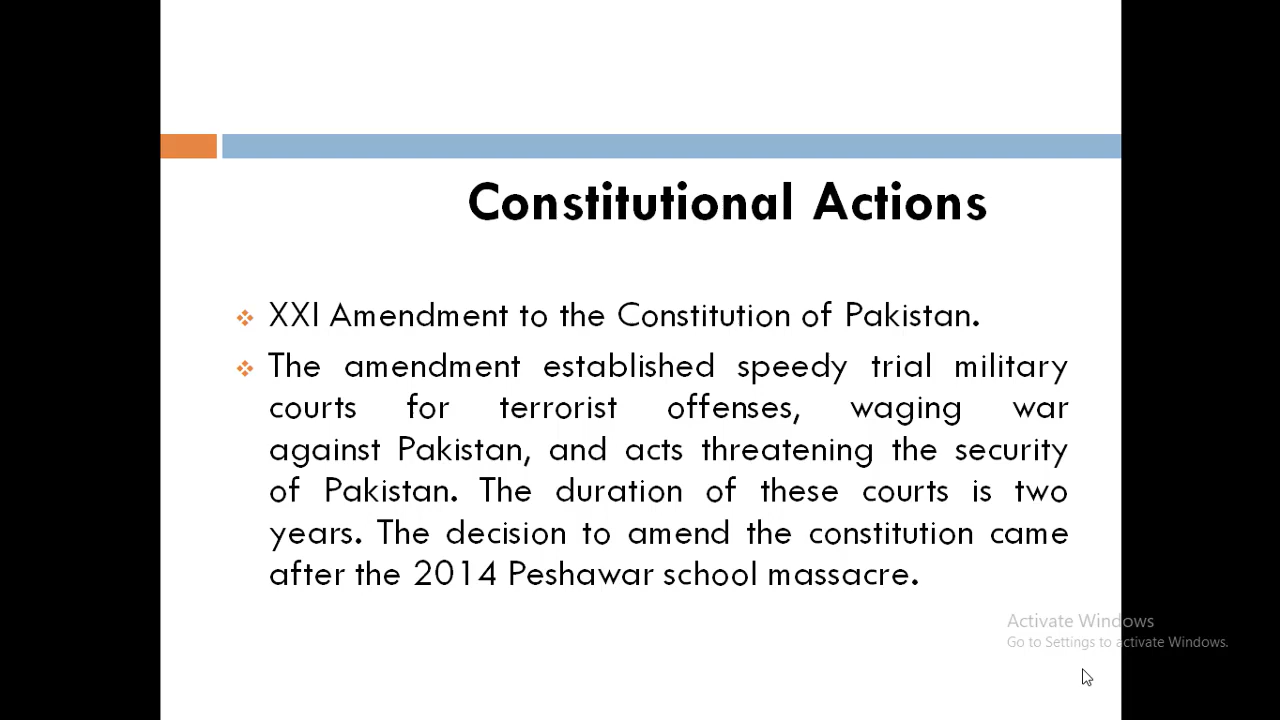 Constitutional Actions
XXI Amendment to the Constitution of Pakistan.
The amendment established speedy trial military
courts for terrorist offenses, waging war
against Pakistan, and acts threatening the security
of Pakistan. The duration of these courts is two
years. The decision to amend the constitution came
after the 2014 Peshawar school massacre.
Activate Windows
Go to Settings to activate Windows.